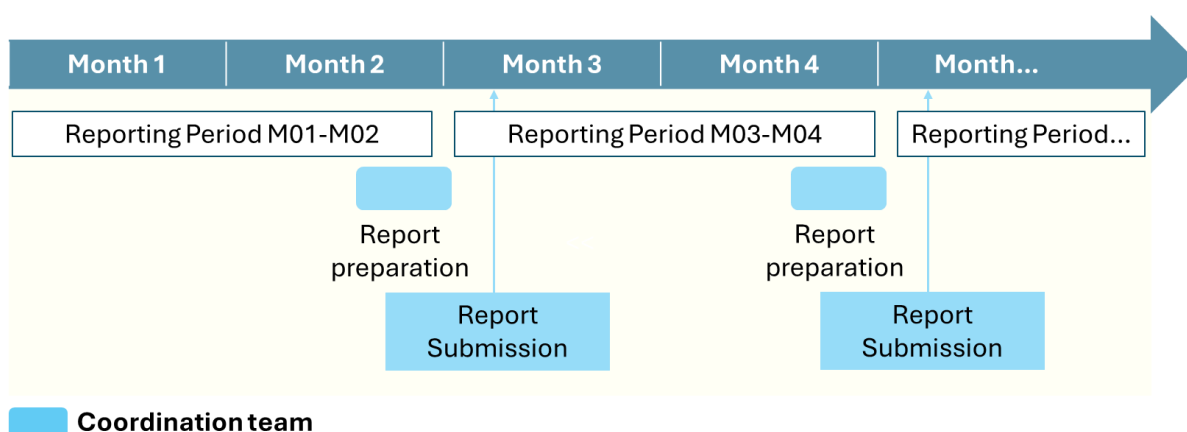 Month 1 Month 2 Month 3 Month 4 Month...
Reporting Period M01-M02 Reporting Period M03-M04 Reporting Period...
Report
preparation
Report
preparation
Report
Submission
Report
Submission
Coordination team